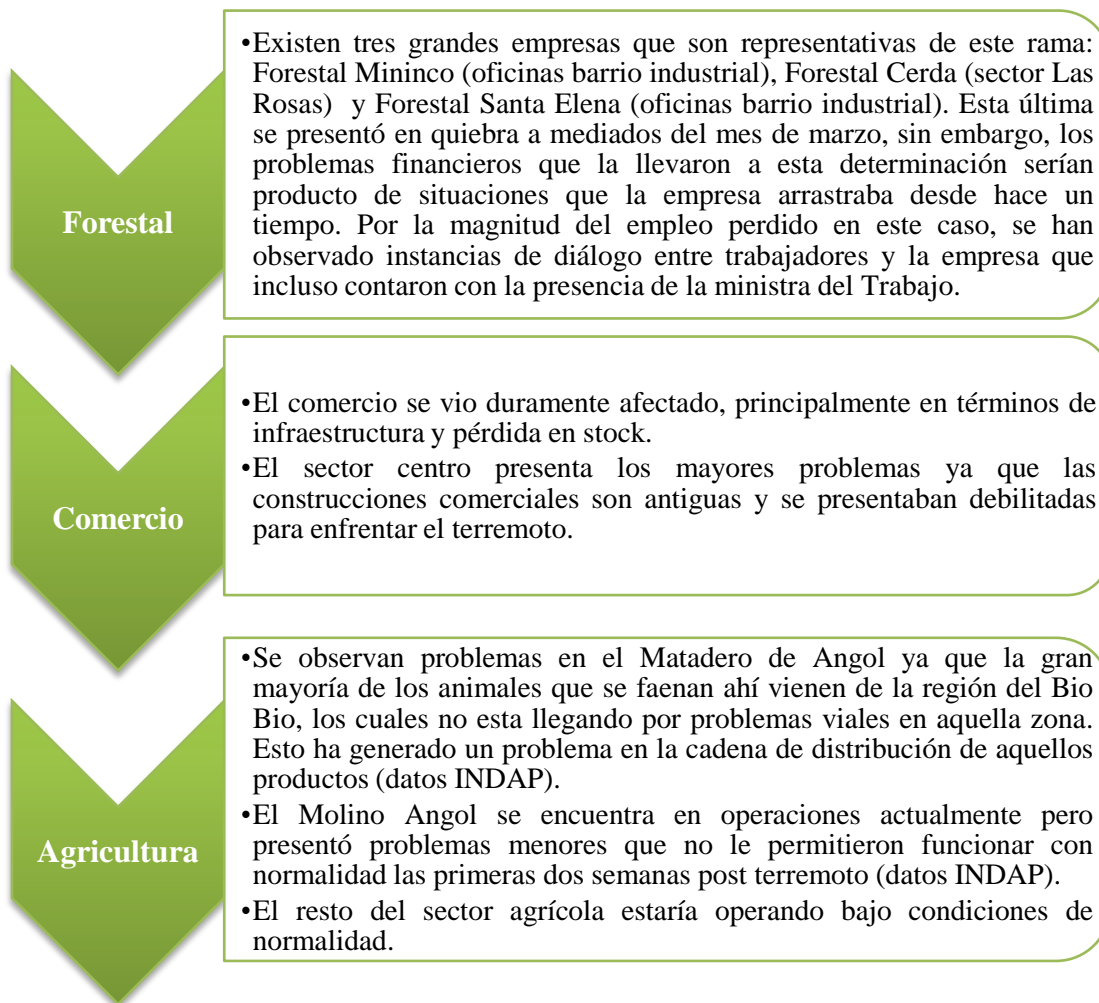 Forestal
•Existen tres grandes empresas que son representativas de este rama:
Forestal Mininco (oficinas barrio industrial), Forestal Cerda (sector Las
Rosas) y Forestal Santa Elena (oficinas barrio industrial). Esta última
se presentó en quiebra a mediados del mes de marzo, sin embargo, los
problemas financieros que la llevaron a esta determinación serían
producto de situaciones que la empresa arrastraba desde hace un
tiempo. Por la magnitud del empleo perdido en este caso, se han
observado instancias de diálogo entre trabajadores y la empresa que
incluso contaron con la presencia de la ministra del Trabajo.
Comercio
•El comercio se vio duramente afectado, principalmente en términos de
infraestructura y pérdida en stock.
•El sector centro presenta los mayores problemas ya que las
construcciones comerciales son antiguas y se presentaban debilitadas
para enfrentar el terremoto.
Agricultura
•Se observan problemas en el Matadero de Angol ya que la gran
mayoría de los animales que se faenan ahí vienen de la región del Bio
Bio, los cuales no esta llegando por problemas viales en aquella zona.
Esto ha generado un problema en la cadena de distribución de aquellos
productos (datos INDAP).
•El Molino Angol se encuentra en operaciones actualmente pero
presentó problemas menores que no le permitieron funcionar con
normalidad las primeras dos semanas post terremoto (datos INDAP).
•El resto del sector agrícola estaría operando bajo condiciones de
normalidad.